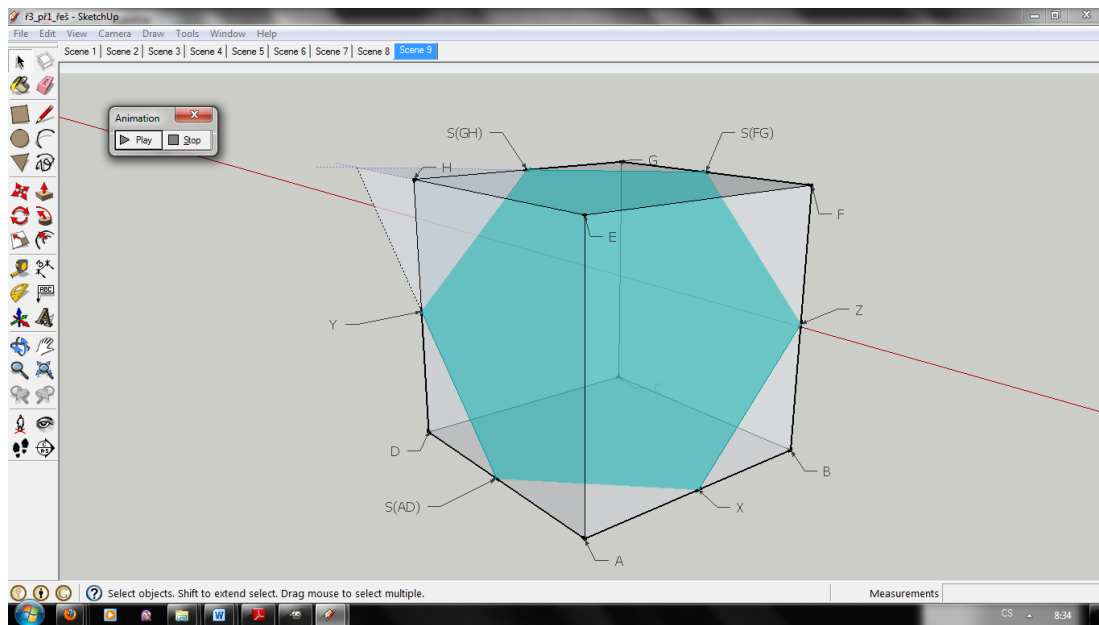 ř3_př1_řeš - SketchUp
File Edit View Camera Draw Tools Window Help
Scene 1 Scene 2 Scene 3 Scene 4 Scene 5 Scene 6 Scene 7 Scene 8 Scene 9
Animation
Play Stop
S(GH) S(FG)
H G
F
E
Y Z
C
D B
S(AD) X
A
ABC
Select objects. Shift to extend select. Drag mouse to select multiple. Measurements
CS 8:34